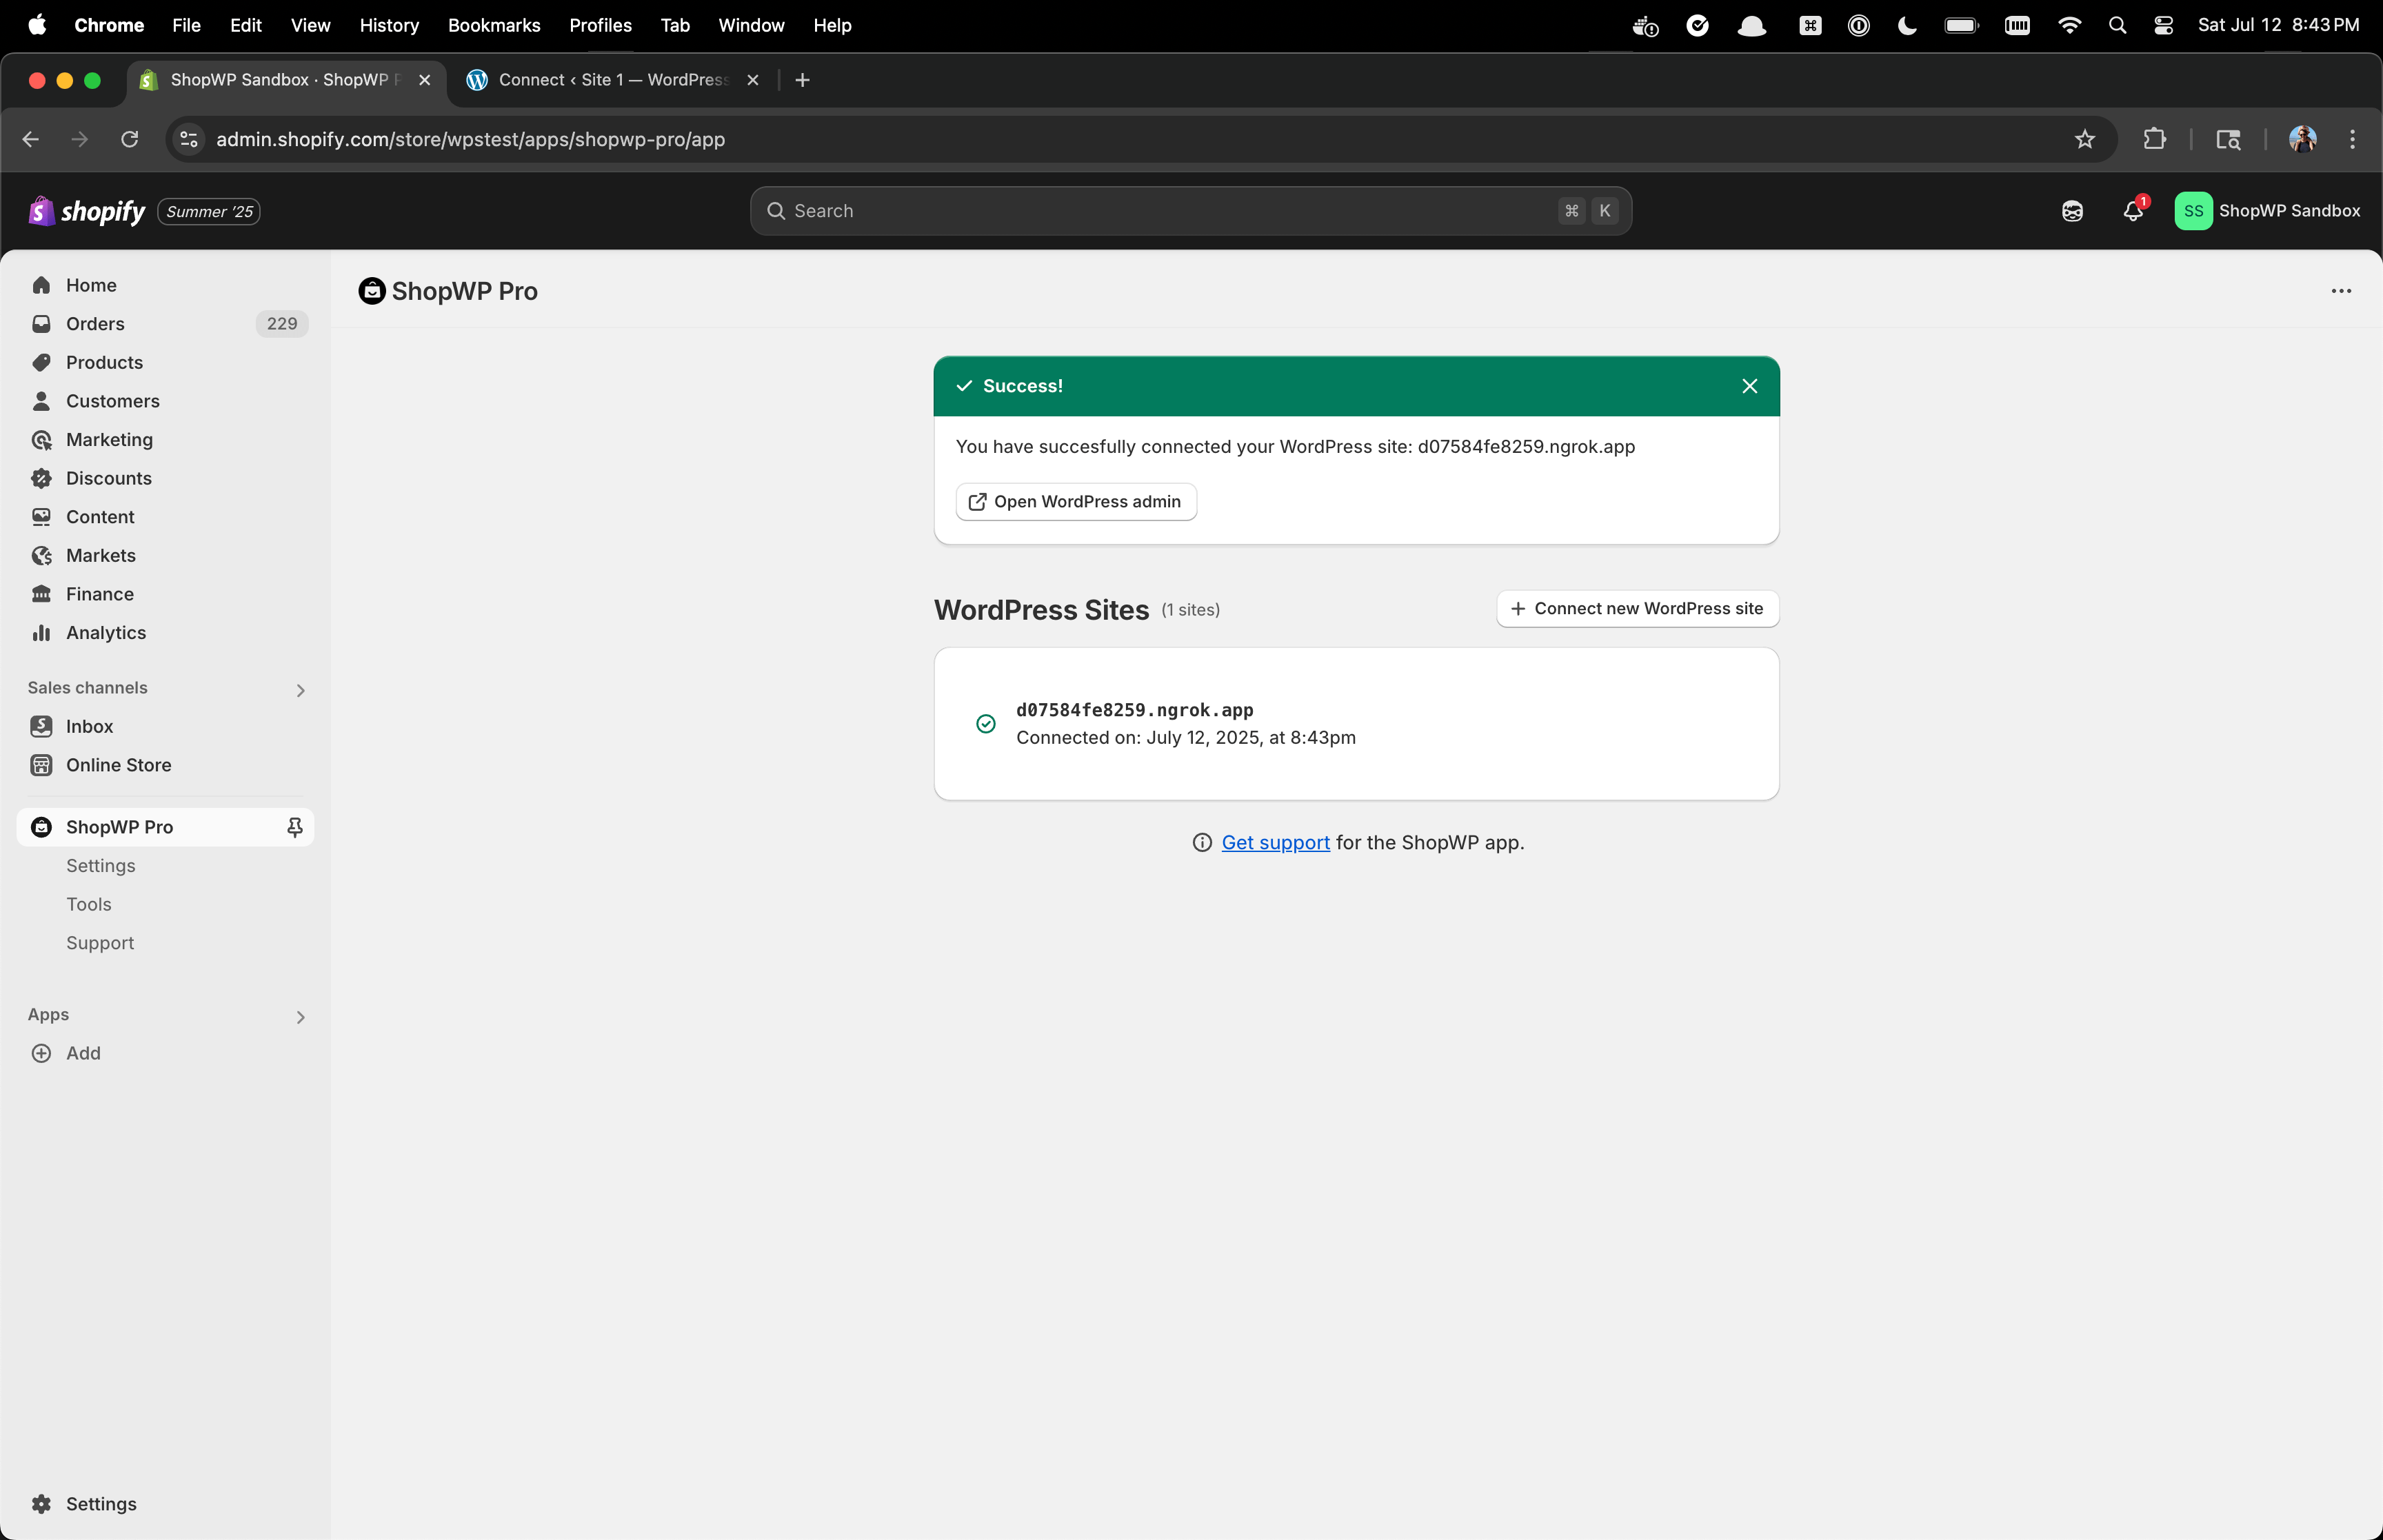 Chrome File Edit View History Bookmarks Profiles Tab Window Help Sat Jul 12 8:43 PM
ShopWP Sandbox · ShopWP
Connect ‹ Site 1 — WordPress
admin.shopify.com/store/wpstest/apps/shopwp-pro/app
shopify Summer '25
Search ⌘ K
1
SS ShopWP Sandbox
Home
Orders 229
Products
Customers
Marketing
Discounts
Content
Markets
Finance
Analytics
Sales channels
Inbox
Online Store
ShopWP Pro
Settings
Tools
Support
Apps
Add
Settings
ShopWP Pro
Success!
You have succesfully connected your WordPress site: d07584fe8259.ngrok.app
Open WordPress admin
WordPress Sites (1 sites)
Connect new WordPress site
d07584fe8259.ngrok.app
Connected on: July 12, 2025, at 8:43pm
Get support for the ShopWP app.